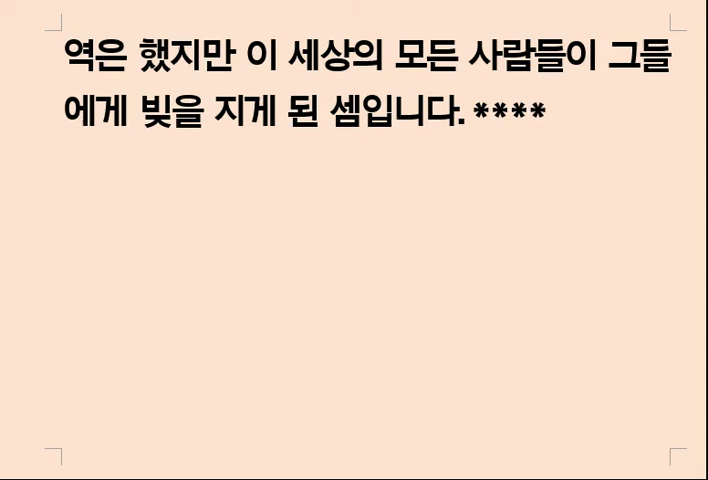 역은 했지만 이 세상의 모든 사람들이 그들
에게 빚을 지게 된 셈입니다. ****